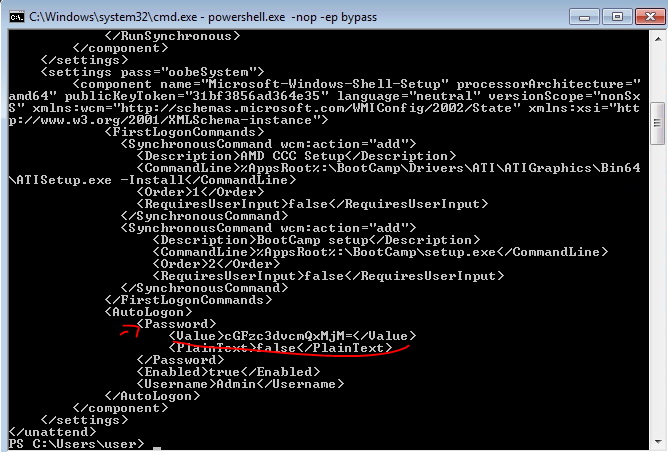 C:\Windows\system32\cmd.exe - powershell.exe -nop -ep bypass
</RunSynchronous>
</component>
</settings>
<settings pass="oobeSystem">
<component name="Microsoft-Windows-Shell-Setup" processorArchitecture="
amd64" publicKeyToken="31bf3856ad364e35" language="neutral" versionScope="nonSx
S" xmlns:wcm="http://schemas.microsoft.com/WMIConfig/2002/State" xmlns:xsi="htt
p://www.w3.org/2001/XMLSchema-instance">
<FirstLogonCommands>
<SynchronousCommand wcm:action="add">
<Description>AMD CCC Setup</Description>
<CommandLine>%AppsRoot%:\BootCamp\Drivers\ATI\ATIGraphics\Bin64
\ATISetup.exe -Install</CommandLine>
<Order>1</Order>
<RequiresUserInput>false</RequiresUserInput>
</SynchronousCommand>
<SynchronousCommand wcm:action="add">
<Description>BootCamp setup</Description>
<CommandLine>%AppsRoot%:\BootCamp\setup.exe</CommandLine>
<Order>2</Order>
<RequiresUserInput>false</RequiresUserInput>
</SynchronousCommand>
</FirstLogonCommands>
<AutoLogon>
<Password>
<Value>cGFzc3dvcmQxMjM=</Value>
<PlainText>false</PlainText>
</Password>
<Enabled>true</Enabled>
<Username>Admin</Username>
</AutoLogon>
</component>
</settings>
</unattend>
PS C:\Users\user> _